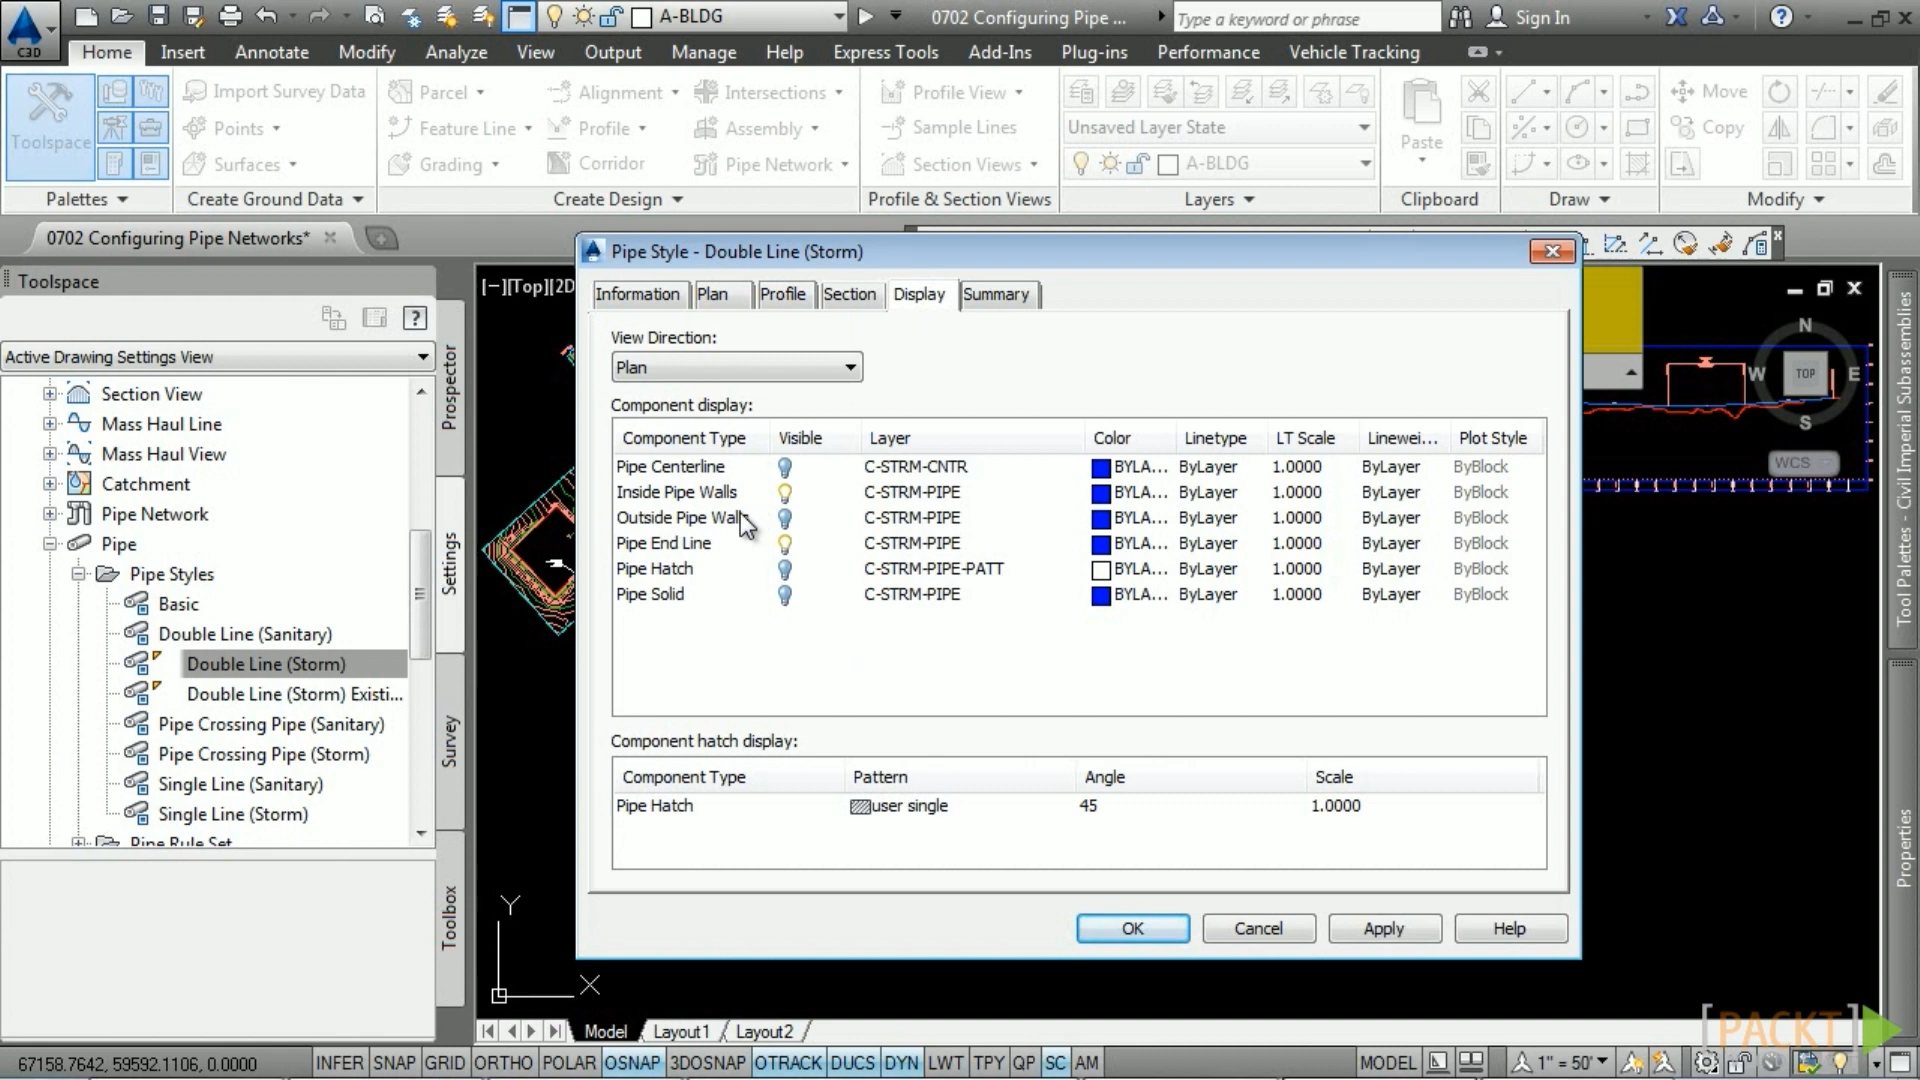 C3D
A-BLDG
0702 Configuring Pipe ...
Type a keyword or phrase
Sign In
Home Insert Annotate Modify Analyze View Output Manage Help Express Tools Add-Ins Plug-ins Performance Vehicle Tracking
Toolspace
Import Survey Data
Points
Surfaces
Parcel
Feature Line
Grading
Alignment
Profile
Corridor
Intersections
Assembly
Pipe Network
Profile View
Sample Lines
Section Views
Unsaved Layer State
A-BLDG
Paste
Move
Copy
Palettes
Create Ground Data
Create Design
Profile & Section Views
Layers
Clipboard
Draw
Modify
0702 Configuring Pipe Networks*
Toolspace
Active Drawing Settings View
Section View
Mass Haul Line
Mass Haul View
Catchment
Pipe Network
Pipe
Pipe Styles
Basic
Double Line (Sanitary)
Double Line (Storm)
Double Line (Storm) Existi...
Pipe Crossing Pipe (Sanitary)
Pipe Crossing Pipe (Storm)
Single Line (Sanitary)
Single Line (Storm)
Pipe Rule Set
Prospector
Settings
Survey
Toolbox
[−][Top][2D
Pipe Style - Double Line (Storm)
Information Plan Profile Section Display Summary
View Direction:
Plan
Component display:
Component Type Visible Layer Color Linetype LT Scale Linewei... Plot Style
Pipe Centerline C-STRM-CNTR BYLA... ByLayer 1.0000 ByLayer ByBlock
Inside Pipe Walls C-STRM-PIPE BYLA... ByLayer 1.0000 ByLayer ByBlock
Outside Pipe Walls C-STRM-PIPE BYLA... ByLayer 1.0000 ByLayer ByBlock
Pipe End Line C-STRM-PIPE BYLA... ByLayer 1.0000 ByLayer ByBlock
Pipe Hatch C-STRM-PIPE-PATT BYLA... ByLayer 1.0000 ByLayer ByBlock
Pipe Solid C-STRM-PIPE BYLA... ByLayer 1.0000 ByLayer ByBlock
Component hatch display:
Component Type Pattern Angle Scale
Pipe Hatch user single 45 1.0000
OK Cancel Apply Help
N
W TOP E
S
WCS
Tool Palettes - Civil Imperial Subassemblies
Properties
Y
X
Model Layout1 Layout2
[PACKT]
67158.7642, 59592.1106, 0.0000
INFER SNAP GRID ORTHO POLAR OSNAP 3DOSNAP OTRACK DUCS DYN LWT TPY QP SC AM
MODEL
1" = 50'